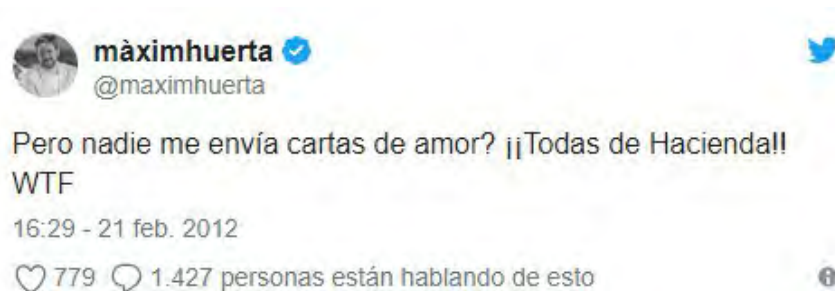 màximhuerta
@maximhuerta
Pero nadie me envía cartas de amor? ¡¡Todas de Hacienda!!
WTF
16:29 - 21 feb. 2012
779 1.427 personas están hablando de esto